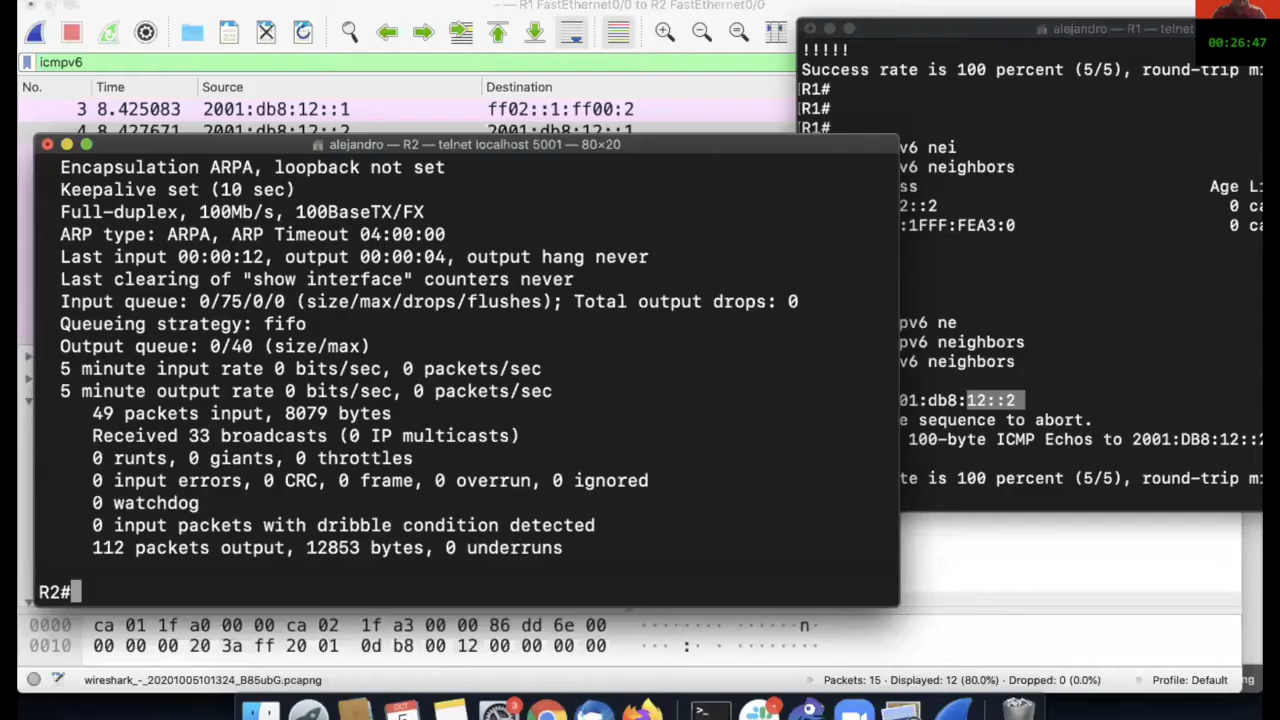 - — R1 FastEthernet0/0 to R2 FastEthernet0/0
00:26:47
icmpv6
No. Time Source Destination
3 8.425083 2001:db8:12::1 ff02::1:ff00:2
4 8.427671 2001:db8:12::2 2001:db8:12::1
alejandro — R1 — telnet
!!!!!
Success rate is 100 percent (5/5), round-trip mi
R1#
R1#
R1#
v6 nei
v6 neighbors
ss Age Li
2::2 0 ca
:1FFF:FEA3:0 0 ca
pv6 ne
pv6 neighbors
v6 neighbors
01:db8:12::2
e sequence to abort.
100-byte ICMP Echos to 2001:DB8:12::2
te is 100 percent (5/5), round-trip mi
alejandro — R2 — telnet localhost 5001 — 80×20
Encapsulation ARPA, loopback not set
Keepalive set (10 sec)
Full-duplex, 100Mb/s, 100BaseTX/FX
ARP type: ARPA, ARP Timeout 04:00:00
Last input 00:00:12, output 00:00:04, output hang never
Last clearing of "show interface" counters never
Input queue: 0/75/0/0 (size/max/drops/flushes); Total output drops: 0
Queueing strategy: fifo
Output queue: 0/40 (size/max)
5 minute input rate 0 bits/sec, 0 packets/sec
5 minute output rate 0 bits/sec, 0 packets/sec
49 packets input, 8079 bytes
Received 33 broadcasts (0 IP multicasts)
0 runts, 0 giants, 0 throttles
0 input errors, 0 CRC, 0 frame, 0 overrun, 0 ignored
0 watchdog
0 input packets with dribble condition detected
112 packets output, 12853 bytes, 0 underruns
R2#
0000 ca 01 1f a0 00 00 ca 02 1f a3 00 00 86 dd 6e 00 ········ ······n·
0010 00 00 00 20 3a ff 20 01 0d b8 00 12 00 00 00 00 ··· : · ········
wireshark_-_20201005101324_B85ubG.pcapng
Packets: 15 · Displayed: 12 (80.0%) · Dropped: 0 (0.0%)
Profile: Default
ng
3
5